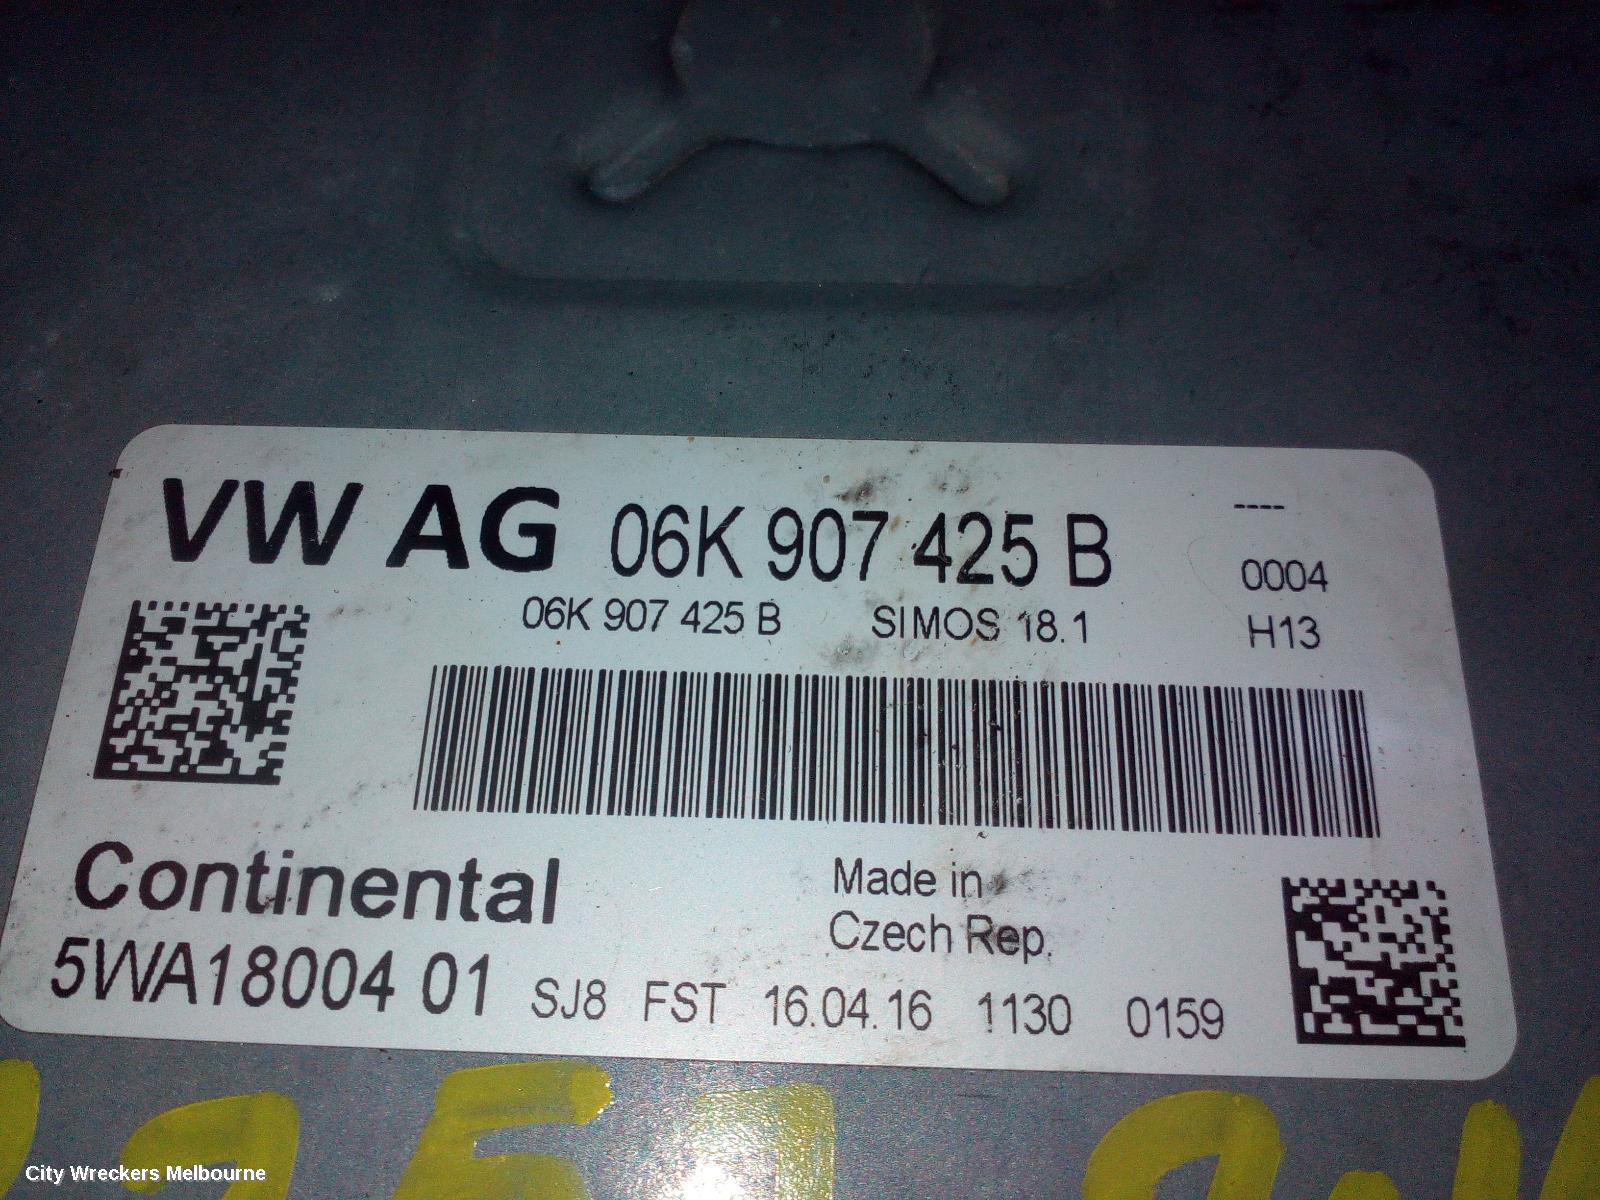 VW AG 06K 907 425 B ----
0004
06K 907 425 B SIMOS 18.1 H13
Continental Made in
Czech Rep.
5WA18004 01 SJ8 FST 16.04.16 1130 0159
City Wreckers Melbourne